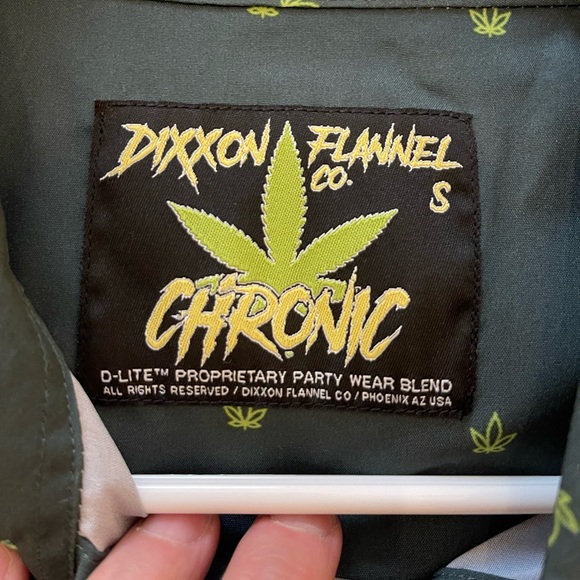 DIXXON FLANNEL
CO.
S
CHRONIC
D-LITE™ PROPRIETARY PARTY WEAR BLEND
ALL RIGHTS RESERVED / DIXXON FLANNEL CO / PHOENIX AZ USA